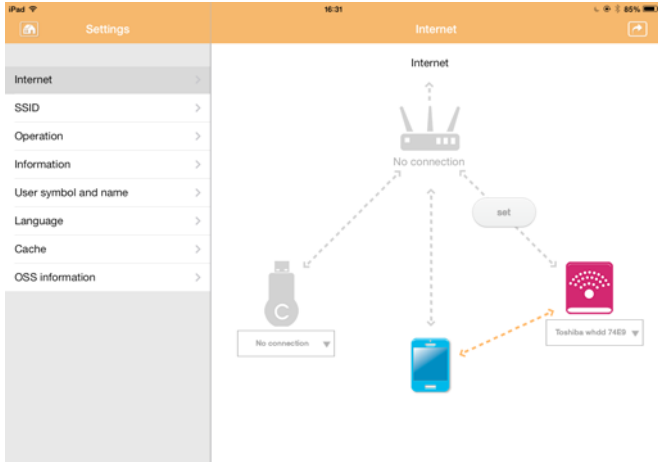 iPad 16:31 85%
Settings
Internet
Internet
SSID
Operation
Information
User symbol and name
Language
Cache
OSS information
Internet
No connection
set
C
No connection
Toshiba whdd 74E9